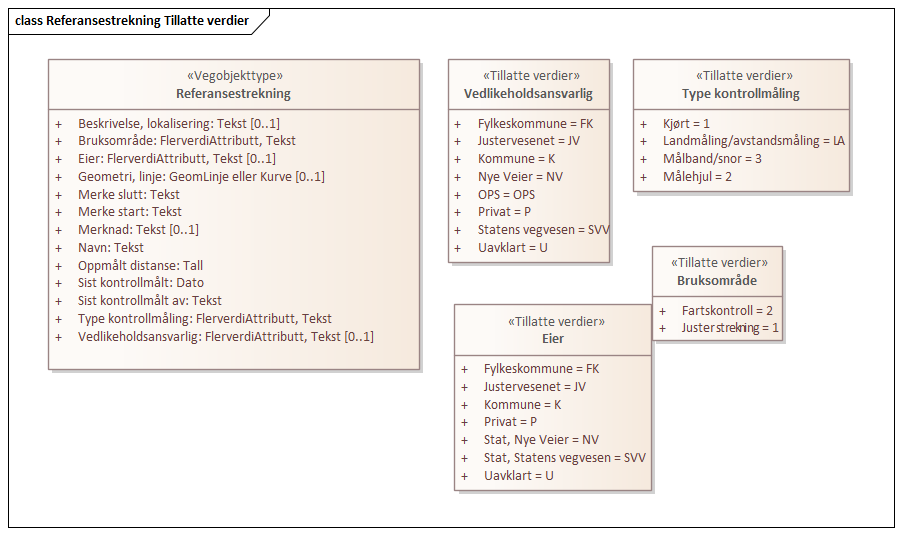 class Referansestrekning Tillatte verdier
«Vegobjekttype»
Referansestrekning
+ Beskrivelse, lokalisering: Tekst [0..1]
+ Bruksområde: FlerverdiAttributt, Tekst
+ Eier: FlerverdiAttributt, Tekst [0..1]
+ Geometri, linje: GeomLinje eller Kurve [0..1]
+ Merke slutt: Tekst
+ Merke start: Tekst
+ Merknad: Tekst [0..1]
+ Navn: Tekst
+ Oppmålt distanse: Tall
+ Sist kontrollmålt: Dato
+ Sist kontrollmålt av: Tekst
+ Type kontrollmåling: FlerverdiAttributt, Tekst
+ Vedlikeholdsansvarlig: FlerverdiAttributt, Tekst [0..1]
«Tillatte verdier»
Vedlikeholdsansvarlig
+ Fylkeskommune = FK
+ Justervesenet = JV
+ Kommune = K
+ Nye Veier = NV
+ OPS = OPS
+ Privat = P
+ Statens vegvesen = SVV
+ Uavklart = U
«Tillatte verdier»
Type kontrollmåling
+ Kjørt = 1
+ Landmåling/avstandsmåling = LA
+ Målbånd/snor = 3
+ Målehjul = 2
«Tillatte verdier»
Bruksområde
+ Fartskontroll = 2
+ Justerstrekning = 1
«Tillatte verdier»
Eier
+ Fylkeskommune = FK
+ Justervesenet = JV
+ Kommune = K
+ Privat = P
+ Stat, Nye Veier = NV
+ Stat, Statens vegvesen = SVV
+ Uavklart = U